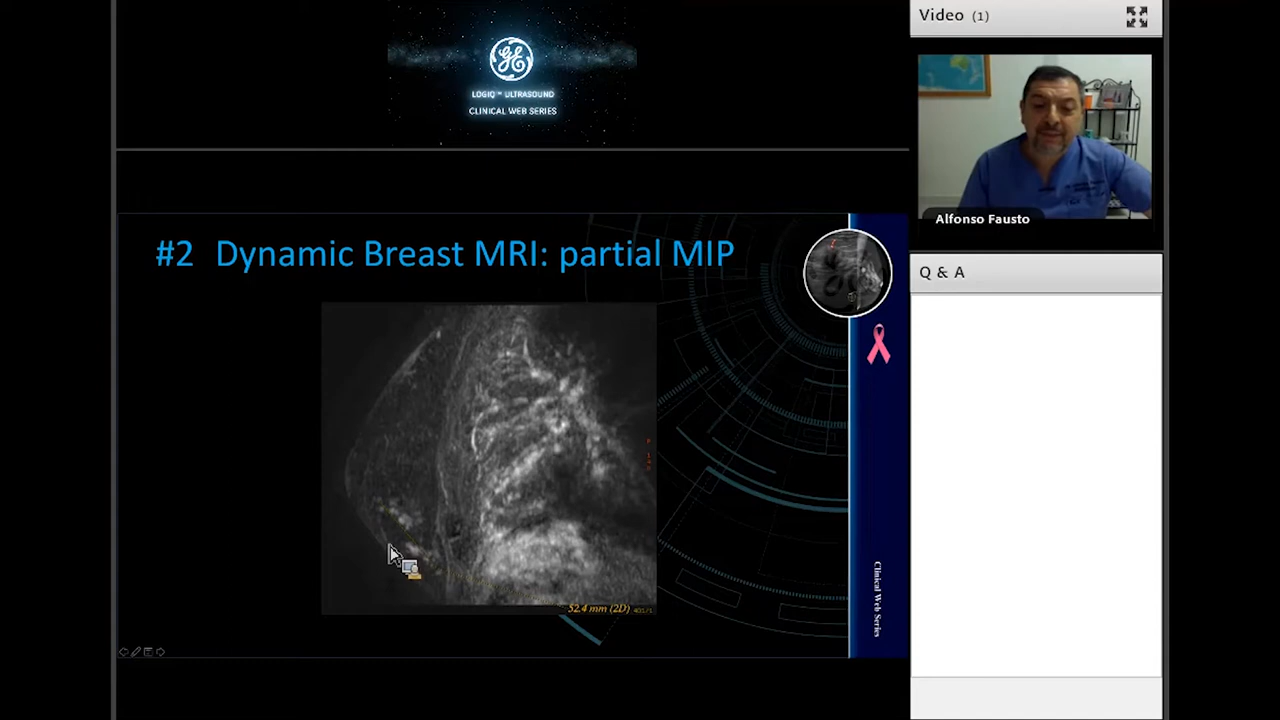 GE
LOGIQ™ ULTRASOUND
CLINICAL WEB SERIES
Video (1)
Alfonso Fausto
#2 Dynamic Breast MRI: partial MIP
Q & A
52.4 mm (2D)
Clinical Web Series